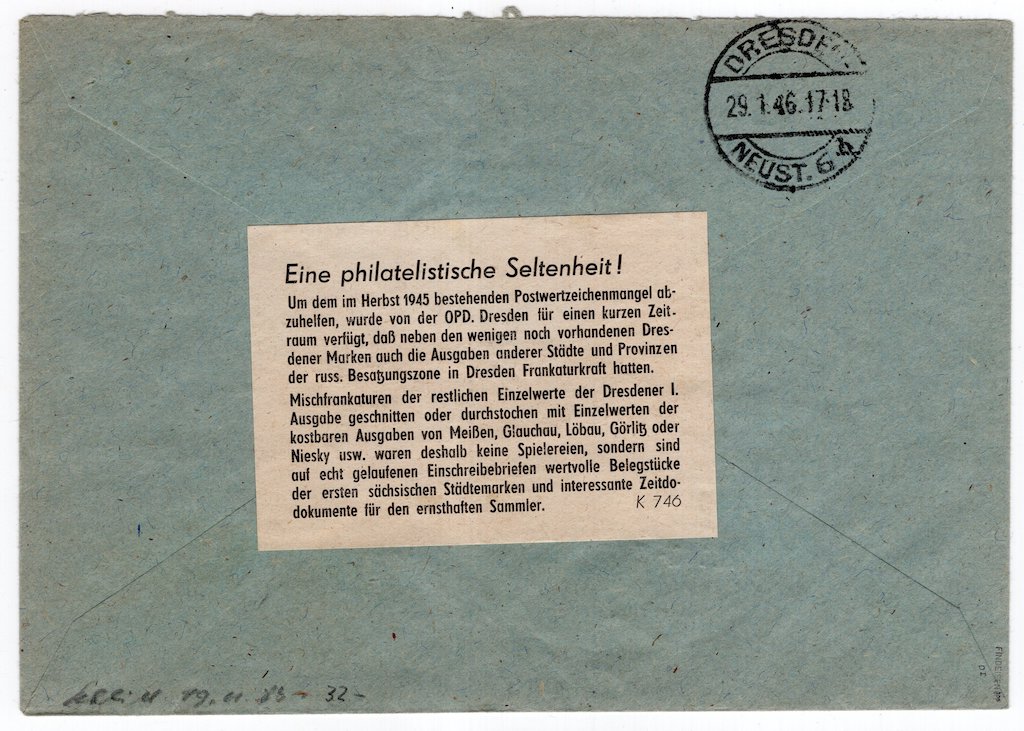 DRESDEN
29.1.46.17-18
NEUST. 6 h
Eine philatelistische Seltenheit!
Um dem im Herbst 1945 bestehenden Postwertzeichenmangel ab-
zuhelfen, wurde von der OPD. Dresden für einen kurzen Zeit-
raum verfügt, daß neben den wenigen noch vorhandenen Dres-
dener Marken auch die Ausgaben anderer Städte und Provinzen
der russ. Besatzungszone in Dresden Frankaturkraft hatten.
Mischfrankaturen der restlichen Einzelwerte der Dresdener I.
Ausgabe geschnitten oder durchstochen mit Einzelwerten der
kostbaren Ausgaben von Meißen, Glauchau, Löbau, Görlitz oder
Niesky usw. waren deshalb keine Spielereien, sondern sind
auf echt gelaufenen Einschreibebriefen wertvolle Belegstücke
der ersten sächsischen Städtemarken und interessante Zeitdo-
dokumente für den ernsthaften Sammler.
K 746
19. 11. 83 - 32 -